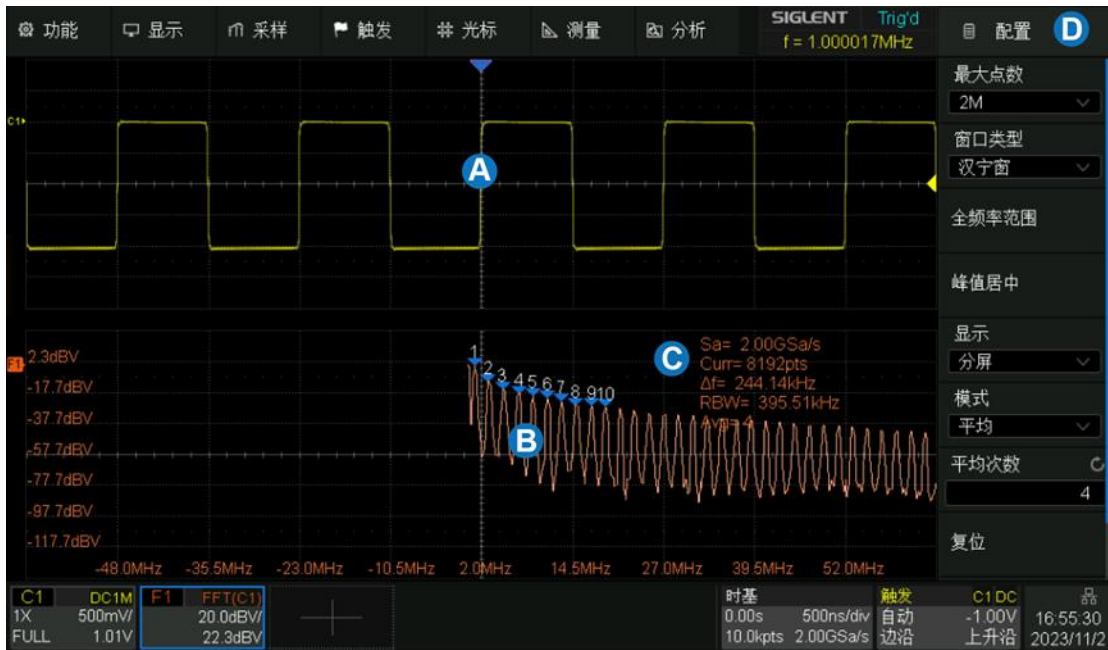 功能 显示 采样 触发 光标 测量 分析 SIGLENT Trig'd 配置 D
f = 1.000017MHz
最大点数
2M
C1
窗口类型
A
汉宁窗
全频率范围
峰值居中
显示
分屏
模式
平均
平均次数
4
复位
F1
2.3dBV
-17.7dBV
-37.7dBV
-57.7dBV
-77.7dBV
-97.7dBV
-117.7dBV
1 2 3 4 5 6 7 8 9 10
B
C
Sa= 2.00GSa/s
Curr= 8192pts
Δf= 244.14kHz
RBW= 395.51kHz
Avg= 4
-48.0MHz -35.5MHz -23.0MHz -10.5MHz 2.0MHz 14.5MHz 27.0MHz 39.5MHz 52.0MHz
C1 DC1M
1X 500mV/
FULL 1.01V
F1 FFT(C1)
20.0dBV/
22.3dBV
时基
0.00s 500ns/div
10.0kpts 2.00GSa/s
触发 C1 DC
自动 -1.00V
边沿 上升沿
16:55:30
2023/11/2